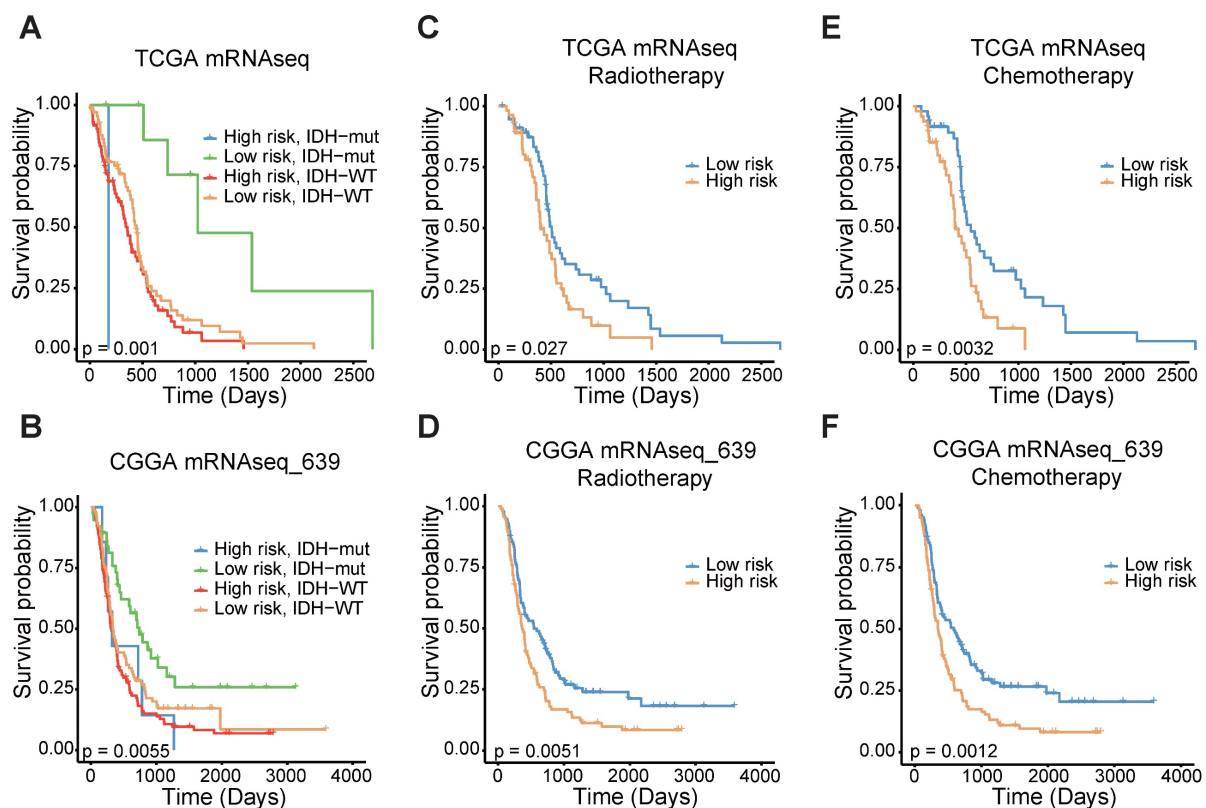 A
TCGA mRNAseq
Survival probability
1.00
0.75
0.50
0.25
0.00
High risk, IDH−mut
Low risk, IDH−mut
High risk, IDH−WT
Low risk, IDH−WT
p = 0.001
0 500 1000 1500 2000 2500
Time (Days)
C
TCGA mRNAseq
Radiotherapy
Survival probability
1.00
0.75
0.50
0.25
0.00
Low risk
High risk
p = 0.027
0 500 1000 1500 2000 2500
Time (Days)
E
TCGA mRNAseq
Chemotherapy
Survival probability
1.00
0.75
0.50
0.25
0.00
Low risk
High risk
p = 0.0032
0 500 1000 1500 2000 2500
Time (Days)
B
CGGA mRNAseq_639
Survival probability
1.00
0.75
0.50
0.25
0.00
High risk, IDH−mut
Low risk, IDH−mut
High risk, IDH−WT
Low risk, IDH−WT
p = 0.0055
0 1000 2000 3000 4000
Time (Days)
D
CGGA mRNAseq_639
Radiotherapy
Survival probability
1.00
0.75
0.50
0.25
0.00
Low risk
High risk
p = 0.0051
0 1000 2000 3000 4000
Time (Days)
F
CGGA mRNAseq_639
Chemotherapy
Survival probability
1.00
0.75
0.50
0.25
0.00
Low risk
High risk
p = 0.0012
0 1000 2000 3000 4000
Time (Days)